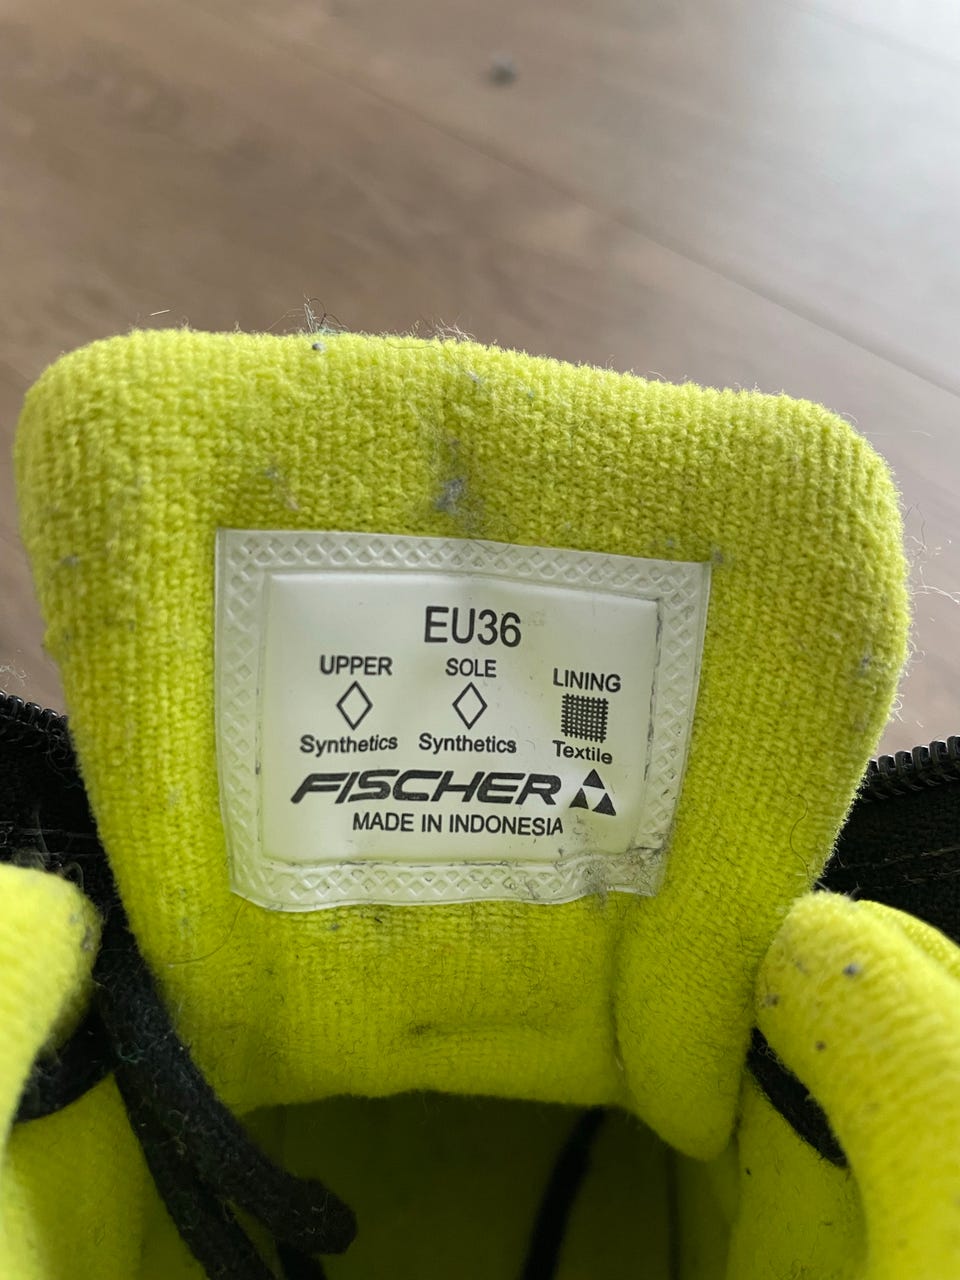 EU36
UPPER SOLE LINING
Synthetics Synthetics Textile
FISCHER
MADE IN INDONESIA